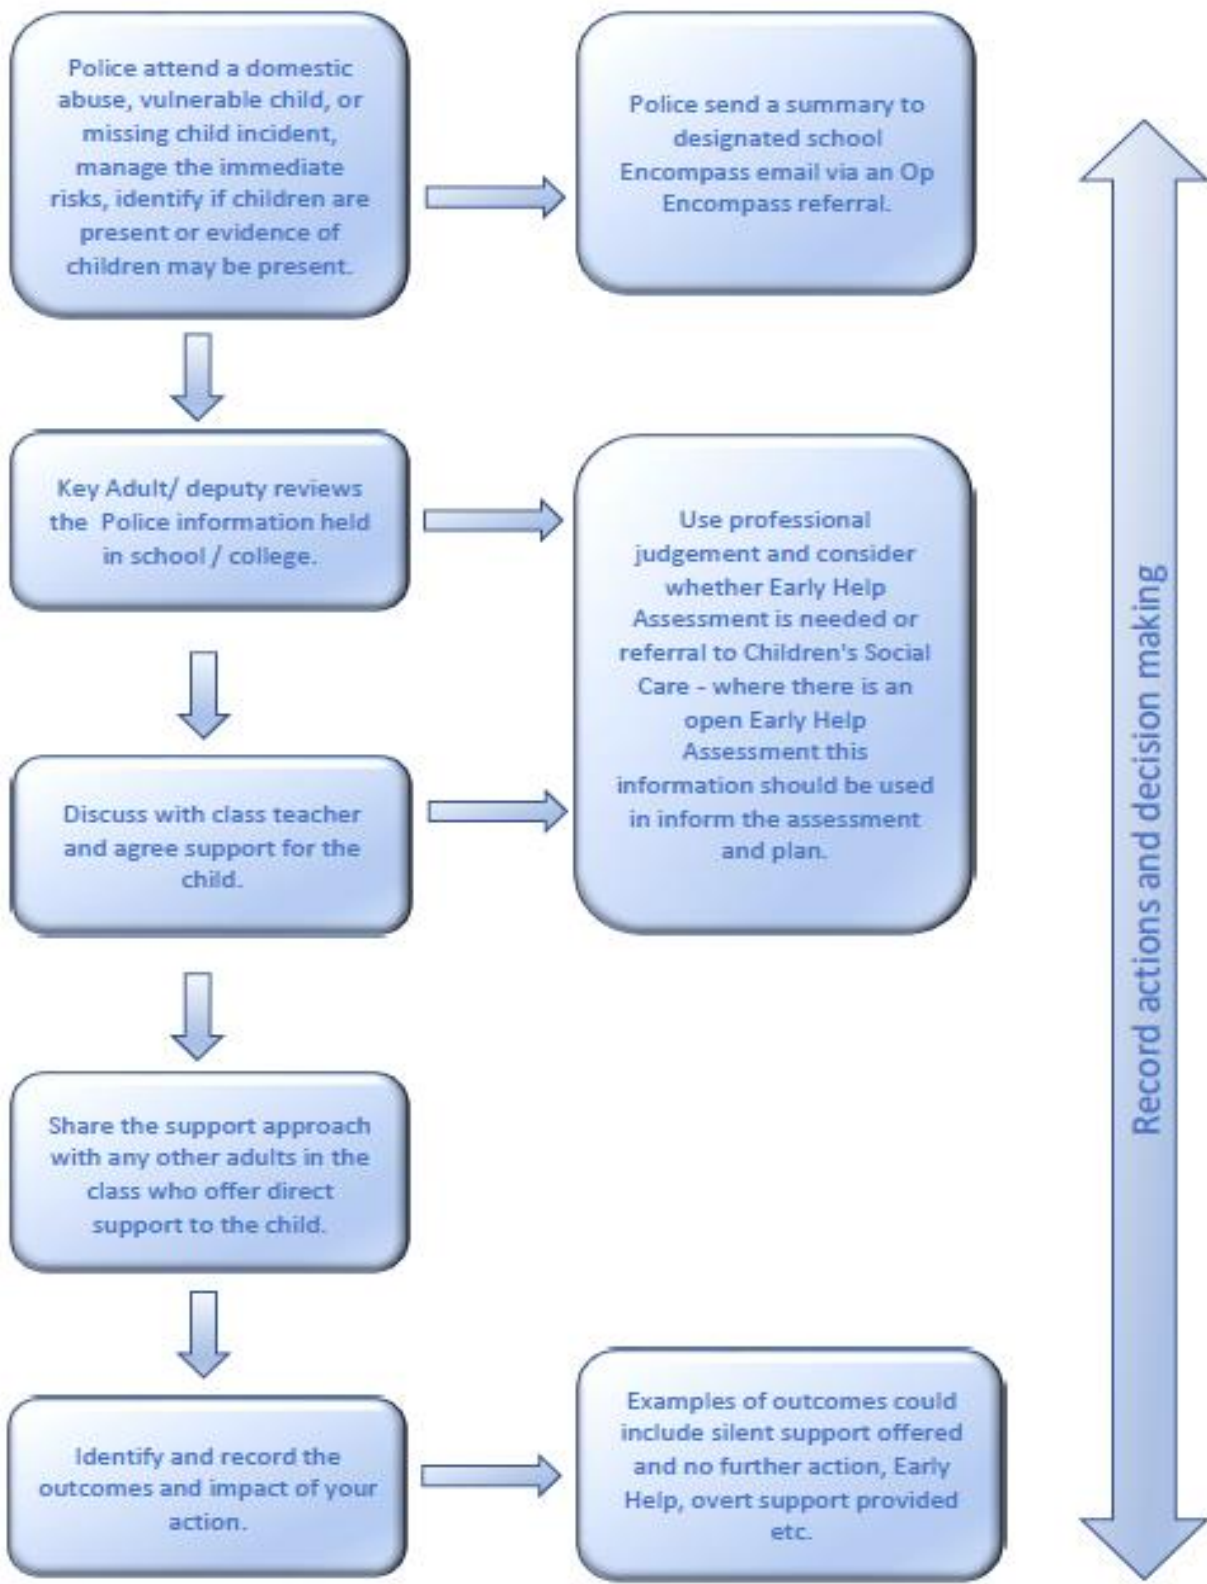 Police attend a domestic
abuse, vulnerable child, or
missing child incident,
manage the immediate
risks, identify if children are
present or evidence of
children may be present.
Police send a summary to
designated school
Encompass email via an Op
Encompass referral.
Key Adult/ deputy reviews
the Police information held
in school / college.
Use professional
judgement and consider
whether Early Help
Assessment is needed or
referral to Children's Social
Care - where there is an
open Early Help
Assessment this
information should be used
in inform the assessment
and plan.
Discuss with class teacher
and agree support for the
child.
Share the support approach
with any other adults in the
class who offer direct
support to the child.
Identify and record the
outcomes and impact of your
action.
Examples of outcomes could
include silent support offered
and no further action, Early
Help, overt support provided
etc.
Record actions and decision making